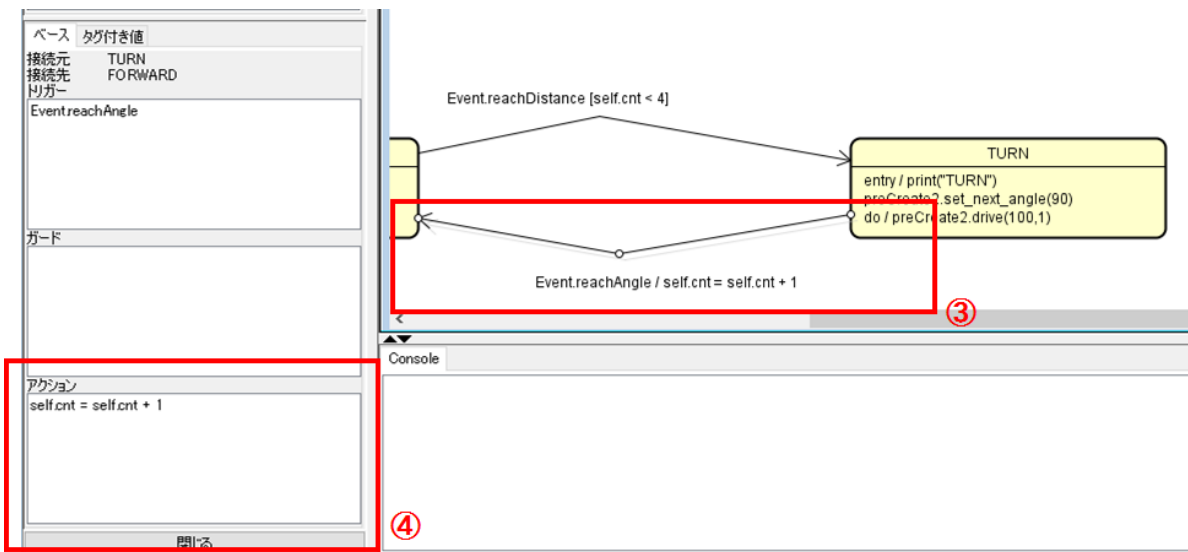 ベース タグ付き値
接続元 TURN
接続先 FORWARD
トリガー
Event.reachAngle
ガード
アクション
self.cnt = self.cnt + 1
閉じる
④
Event.reachDistance [self.cnt < 4]
TURN
entry / print("TURN")
preCreate2.set_next_angle(90)
do / preCreate2.drive(100,1)
Event.reachAngle / self.cnt = self.cnt + 1
③
Console